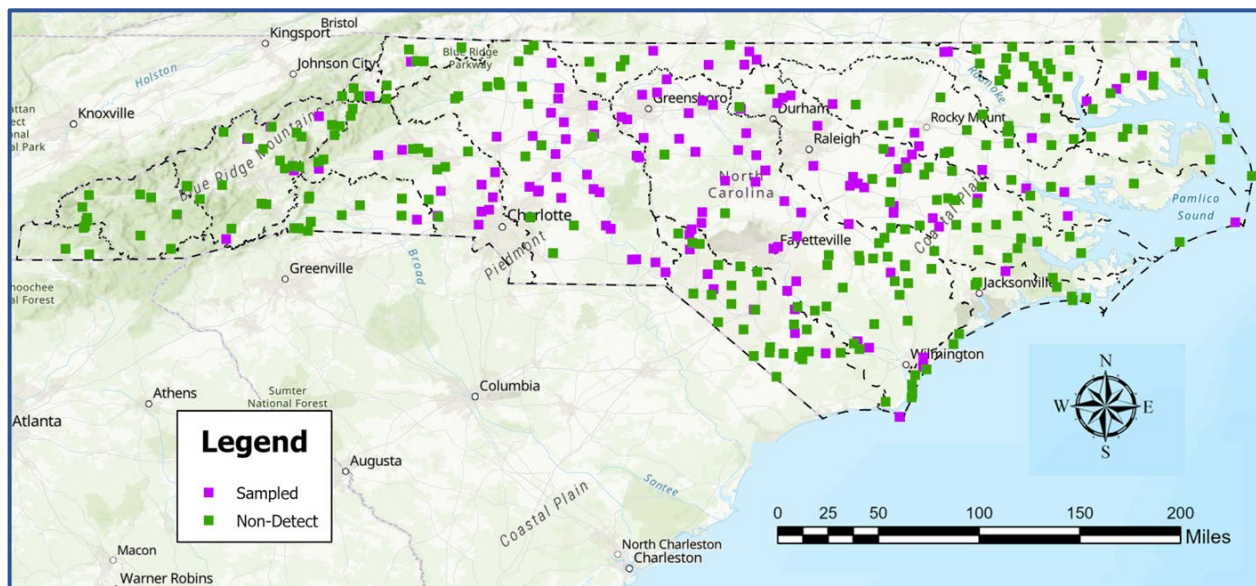 Bristol
Kingsport
Johnson City
Blue Ridge
Parkway
Holston
Knoxville
Blue Ridge Mountains
Greensboro
Durham
Raleigh
Roanoke
Rocky Mount
North
Carolina
Coastal Plain
Pamlico
Sound
Charlotte
Piedmont
Fayetteville
Greenville
Broad
National Forest
Jacksonville
Wilmington
Columbia
Athens
Sumter
National Forest
Atlanta
Augusta
Santee
Coastal Plain
Macon
Warner Robins
North Charleston
Charleston
Legend
Sampled
Non-Detect
N
W
E
S
0
25
50
100
150
200
Miles